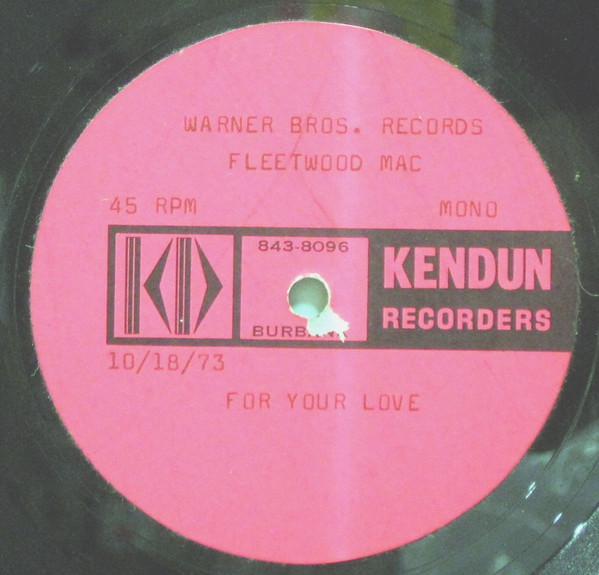 WARNER BROS. RECORDS
FLEETWOOD MAC
45 RPM MONO
843-8096
KENDUN
RECORDERS
10/18/73
FOR YOUR LOVE